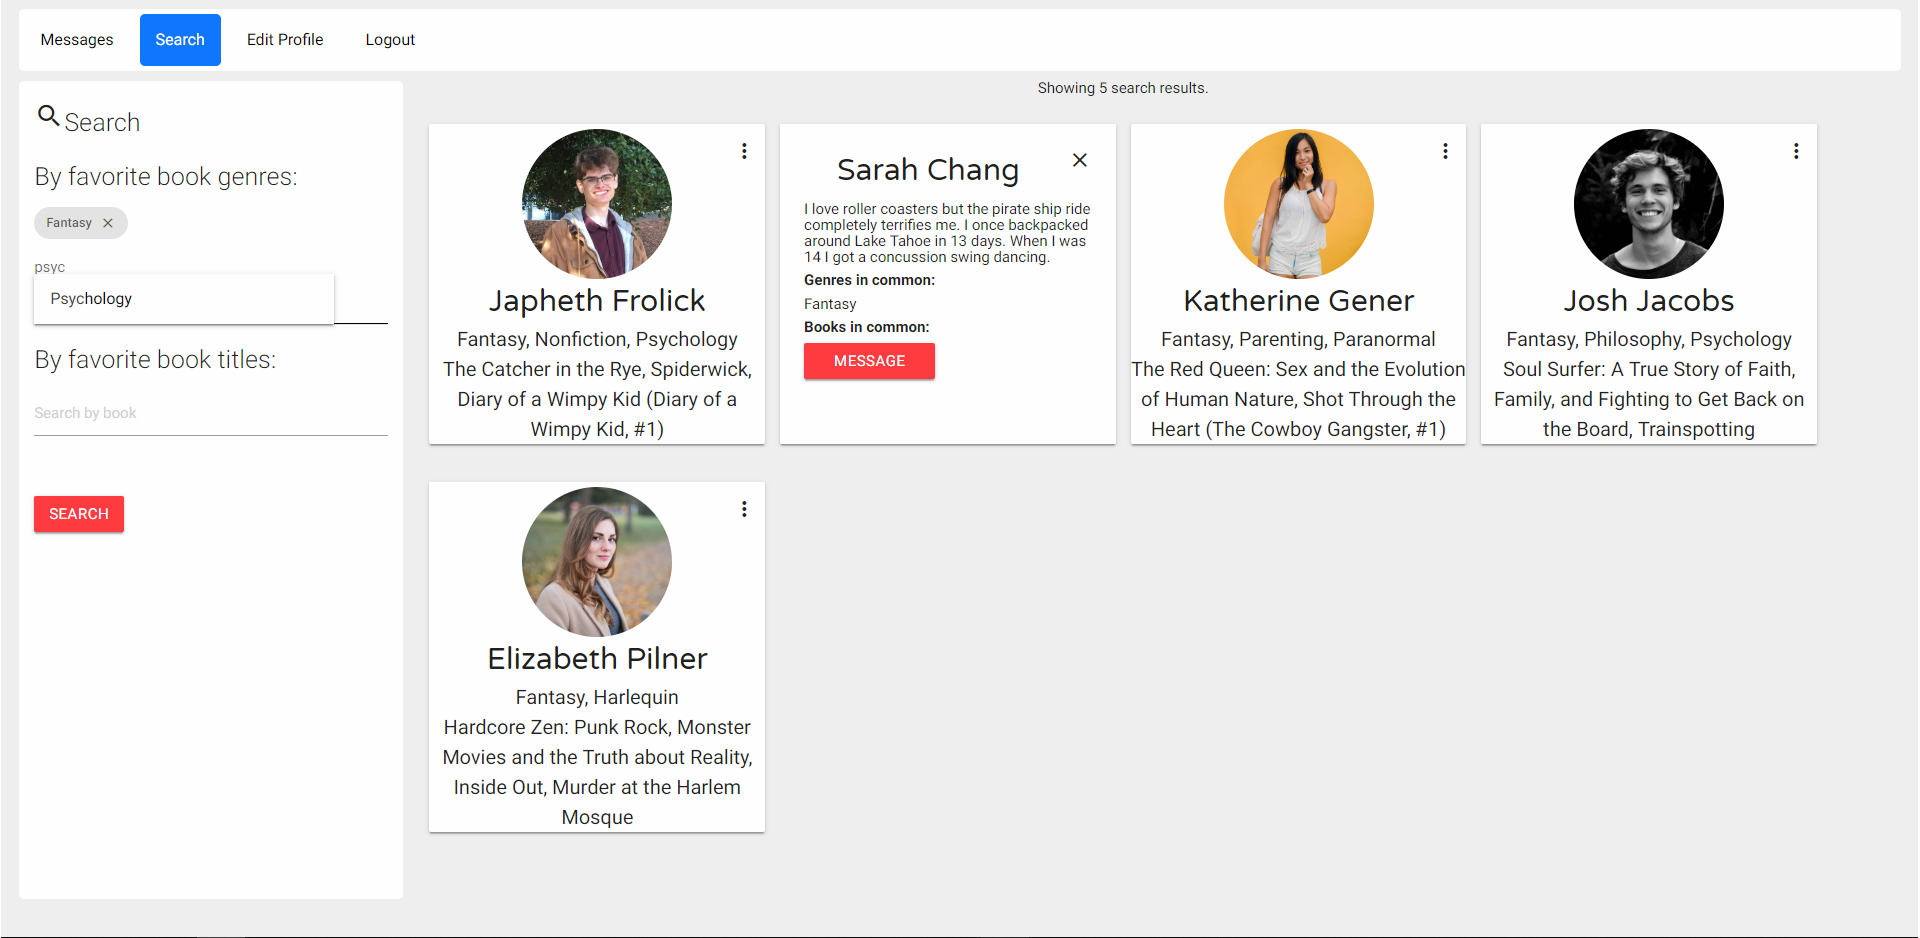 Messages Search Edit Profile Logout
Search
By favorite book genres:
Fantasy
psyc
Psychology
By favorite book titles:
Search by book
SEARCH
Showing 5 search results.
Japheth Frolick
Fantasy, Nonfiction, Psychology
The Catcher in the Rye, Spiderwick,
Diary of a Wimpy Kid (Diary of a
Wimpy Kid, #1)
Sarah Chang
I love roller coasters but the pirate ship ride
completely terrifies me. I once backpacked
around Lake Tahoe in 13 days. When I was
14 I got a concussion swing dancing.
Genres in common:
Fantasy
Books in common:
MESSAGE
Katherine Gener
Fantasy, Parenting, Paranormal
The Red Queen: Sex and the Evolution
of Human Nature, Shot Through the
Heart (The Cowboy Gangster, #1)
Josh Jacobs
Fantasy, Philosophy, Psychology
Soul Surfer: A True Story of Faith,
Family, and Fighting to Get Back on
the Board, Trainspotting
Elizabeth Pilner
Fantasy, Harlequin
Hardcore Zen: Punk Rock, Monster
Movies and the Truth about Reality,
Inside Out, Murder at the Harlem
Mosque